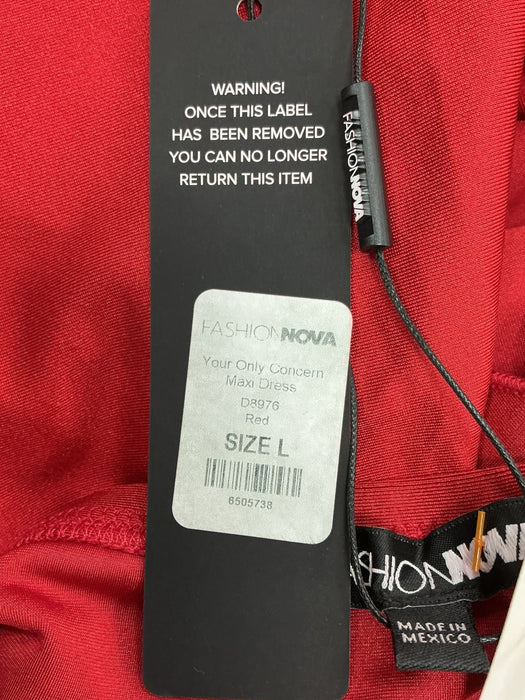 WARNING!
ONCE THIS LABEL
HAS BEEN REMOVED
YOU CAN NO LONGER
RETURN THIS ITEM
FASHIONNOVA
FASHIONNOVA
Your Only Concern
Maxi Dress
D8976
Red
SIZE L
6505738
SHIONNOV
MADE IN
MEXICO